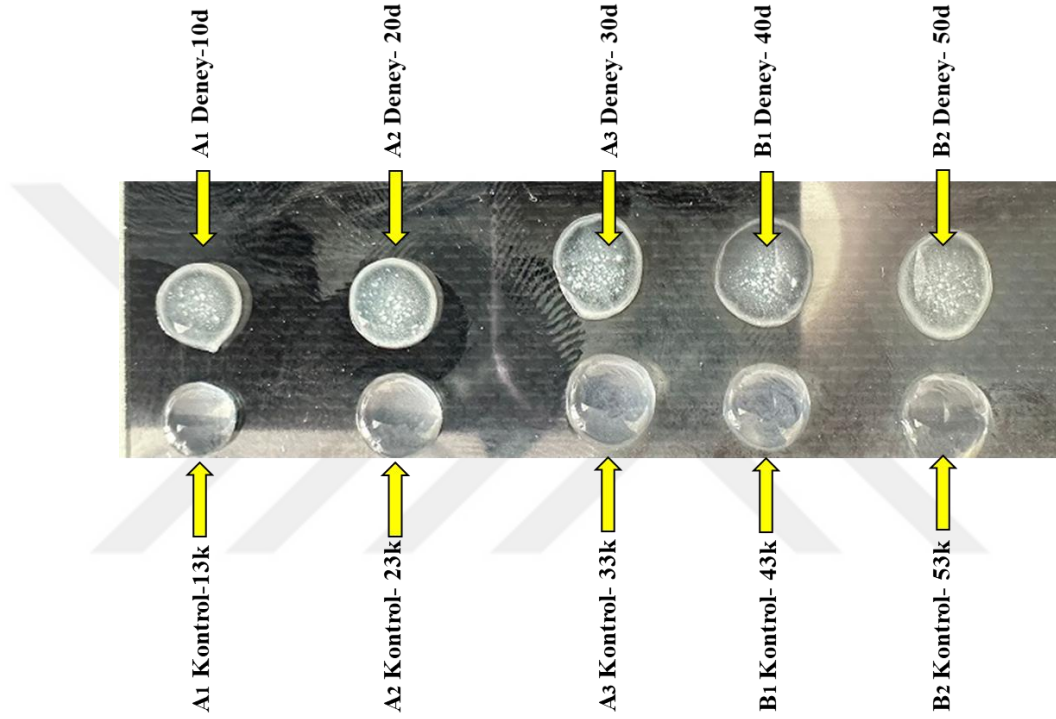 A1 Deney-10d
A2 Deney- 20d
A3 Deney- 30d
B1 Deney- 40d
B2 Deney- 50d
A1 Kontrol-13k
A2 Kontrol- 23k
A3 Kontrol- 33k
B1 Kontrol- 43k
B2 Kontrol- 53k